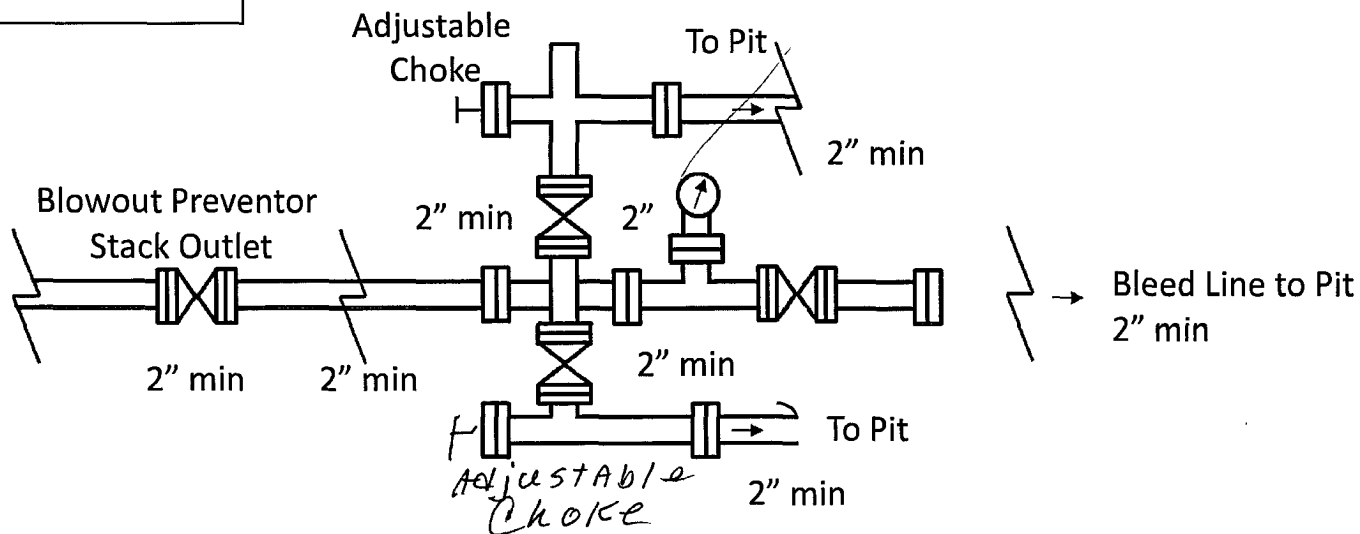 Adjustable
Choke
To Pit
2” min
Blowout Preventor
Stack Outlet
2” min
2”
Bleed Line to Pit
2” min
2” min
2” min
2” min
To Pit
2” min
Adjustable
Choke